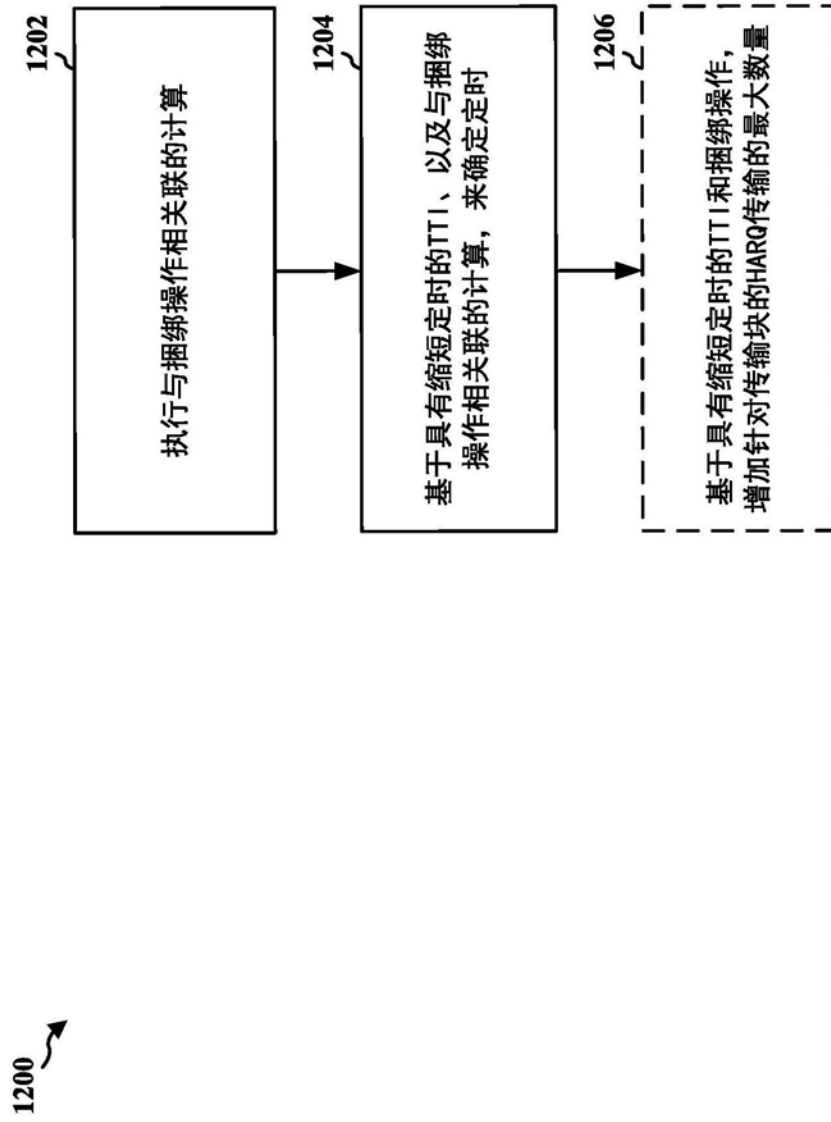 1200
1202
执行与捆绑操作相关联的计算
1204
基于具有缩短定时的TTI、以及与捆绑
操作相关联的计算，来确定定时
1206
基于具有缩短定时的TTI和捆绑操作，
增加针对传输块的HARQ传输的最大数量